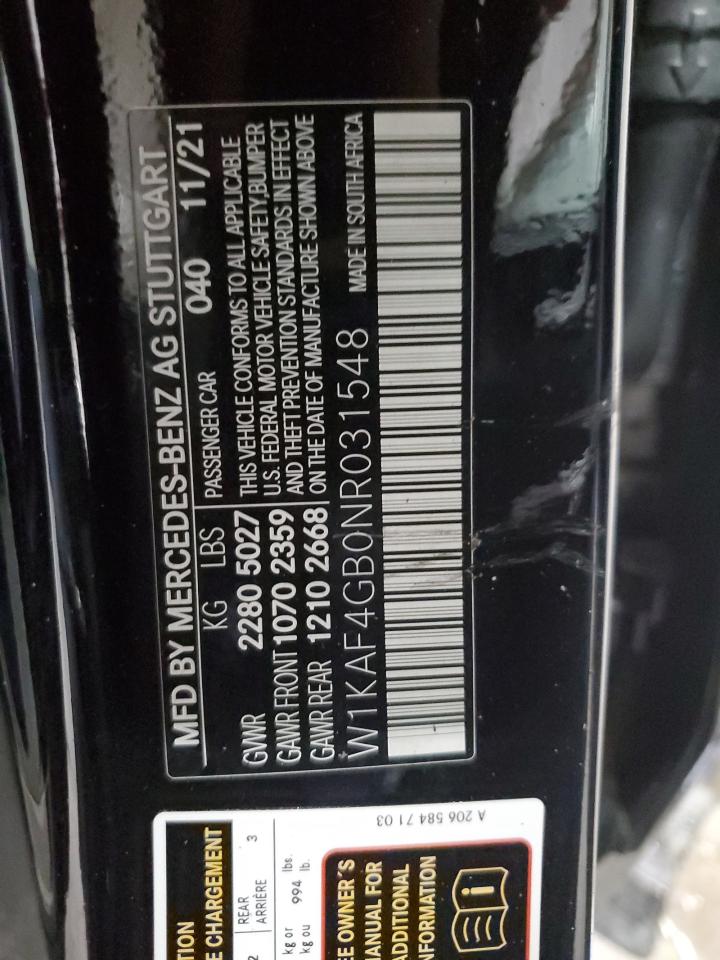 MFD BY MERCEDES-BENZ AG STUTTGART
KG LBS PASSENGER CAR 040 11/21
GVWR 2280 5027 THIS VEHICLE CONFORMS TO ALL APPLICABLE
GAWR FRONT 1070 2359 U.S. FEDERAL MOTOR VEHICLE SAFETY, BUMPER
GAWR REAR 1210 2668 AND THEFT PREVENTION STANDARDS IN EFFECT
ON THE DATE OF MANUFACTURE SHOWN ABOVE
*W1KAF4GB0NR031548 MADE IN SOUTH AFRICA
TION
E CHARGEMENT
2 REAR 3
ARRIÈRE
kg or 994 lbs.
kg ou lb.
EE OWNER'S
MANUAL FOR
ADDITIONAL
NFORMATION
i
A 206 584 71 03